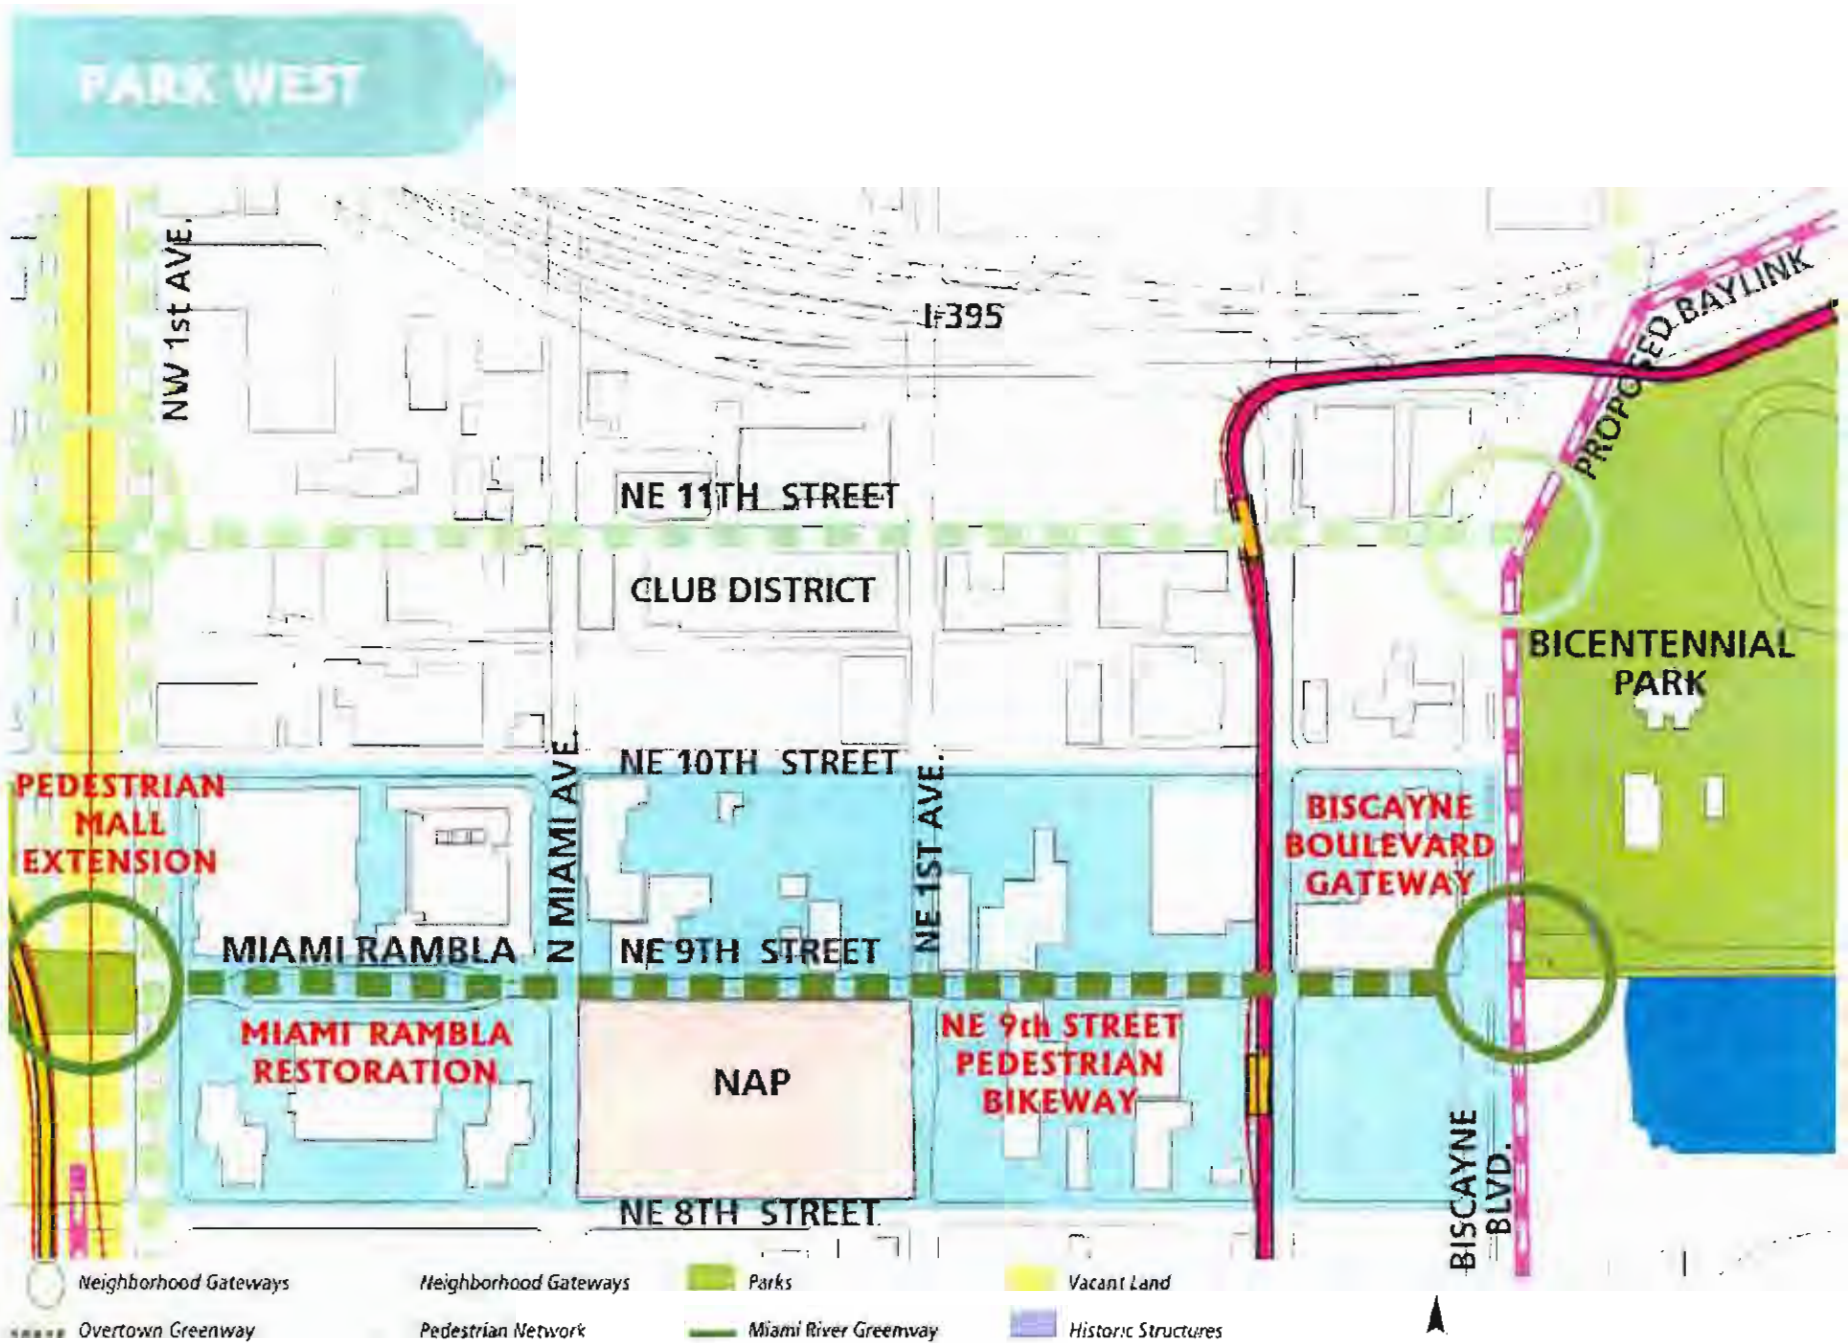 PARK WEST
NW 1st AVE.
I-395
PROPOSED BAYLINK
NE 11TH STREET
CLUB DISTRICT
BICENTENNIAL
PARK
NE 10TH STREET
PEDESTRIAN
MALL
EXTENSION
N MIAMI AVE.
NE 1ST AVE.
BISCAYNE
BOULEVARD
GATEWAY
MIAMI RAMBLA
NE 9TH STREET
MIAMI RAMBLA
RESTORATION
NAP
NE 9th STREET
PEDESTRIAN
BIKEWAY
BISCAYNE
BLVD.
NE 8TH STREET
Neighborhood Gateways
Neighborhood Gateways
Parks
Vacant Land
Overtown Greenway
Pedestrian Network
Miami River Greenway
Historic Structures